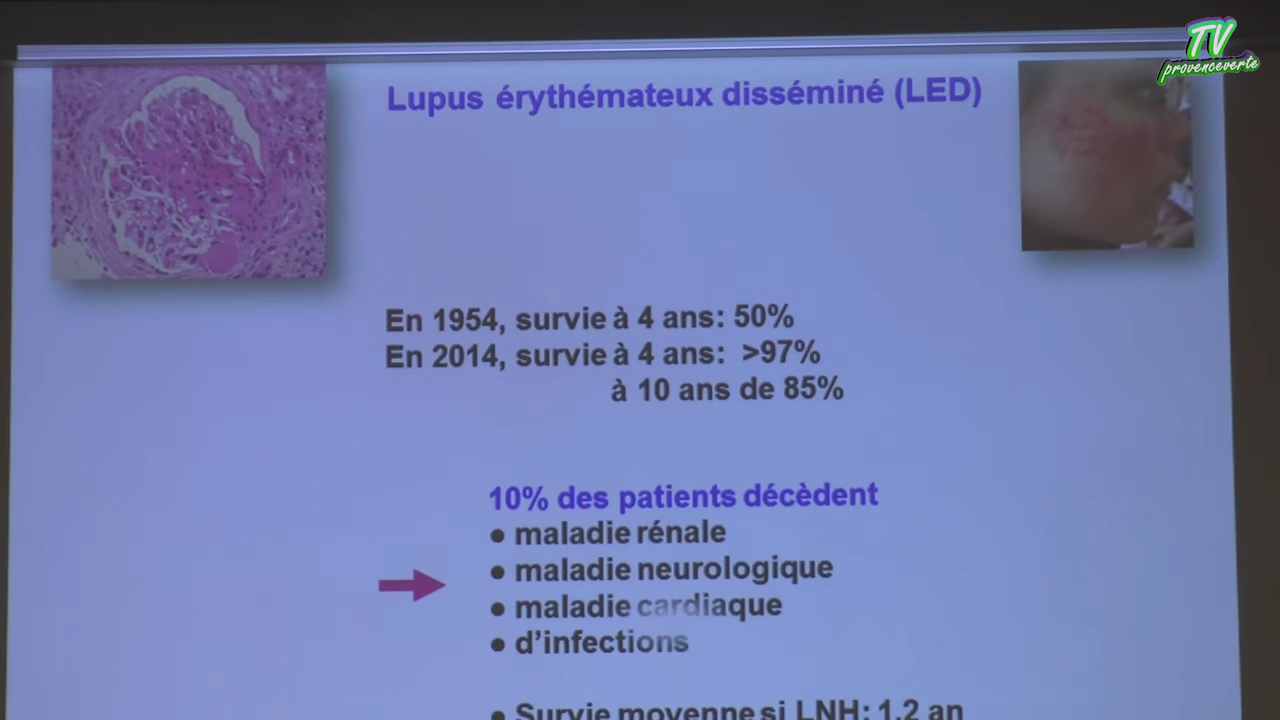 TV
provenceverte
Lupus érythémateux disséminé (LED)
En 1954, survie à 4 ans: 50%
En 2014, survie à 4 ans: >97%
à 10 ans de 85%
10% des patients décèdent
● maladie rénale
● maladie neurologique
● maladie cardiaque
● d’infections
● Survie moyenne si LNH: 1,2 an